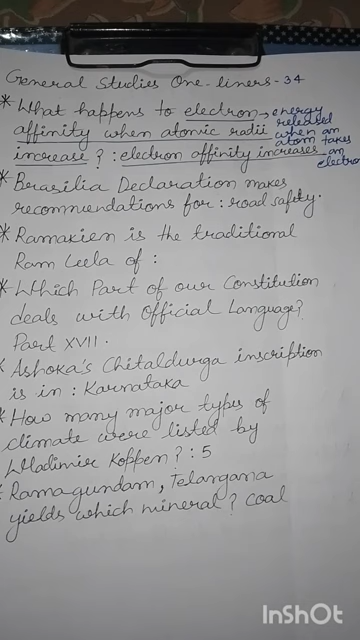 General Studies One-liners-34
* What happens to electron → energy released when an atom takes an electron
affinity when atomic radii
increase? : electron affinity increases
* Brasilia Declaration makes
recommendations for: road safety.
* Ramakien is the traditional
Ram Leela of :
* Which Part of our Constitution
deals with Official Language?
Part XVII.
* Ashoka's Chitaldurga inscription
is in : Karnataka
* How many major types of
climate were listed by
Wladimir Koppen? : 5
* Ramagundam, Telangana
yields which mineral? coal
InShOt